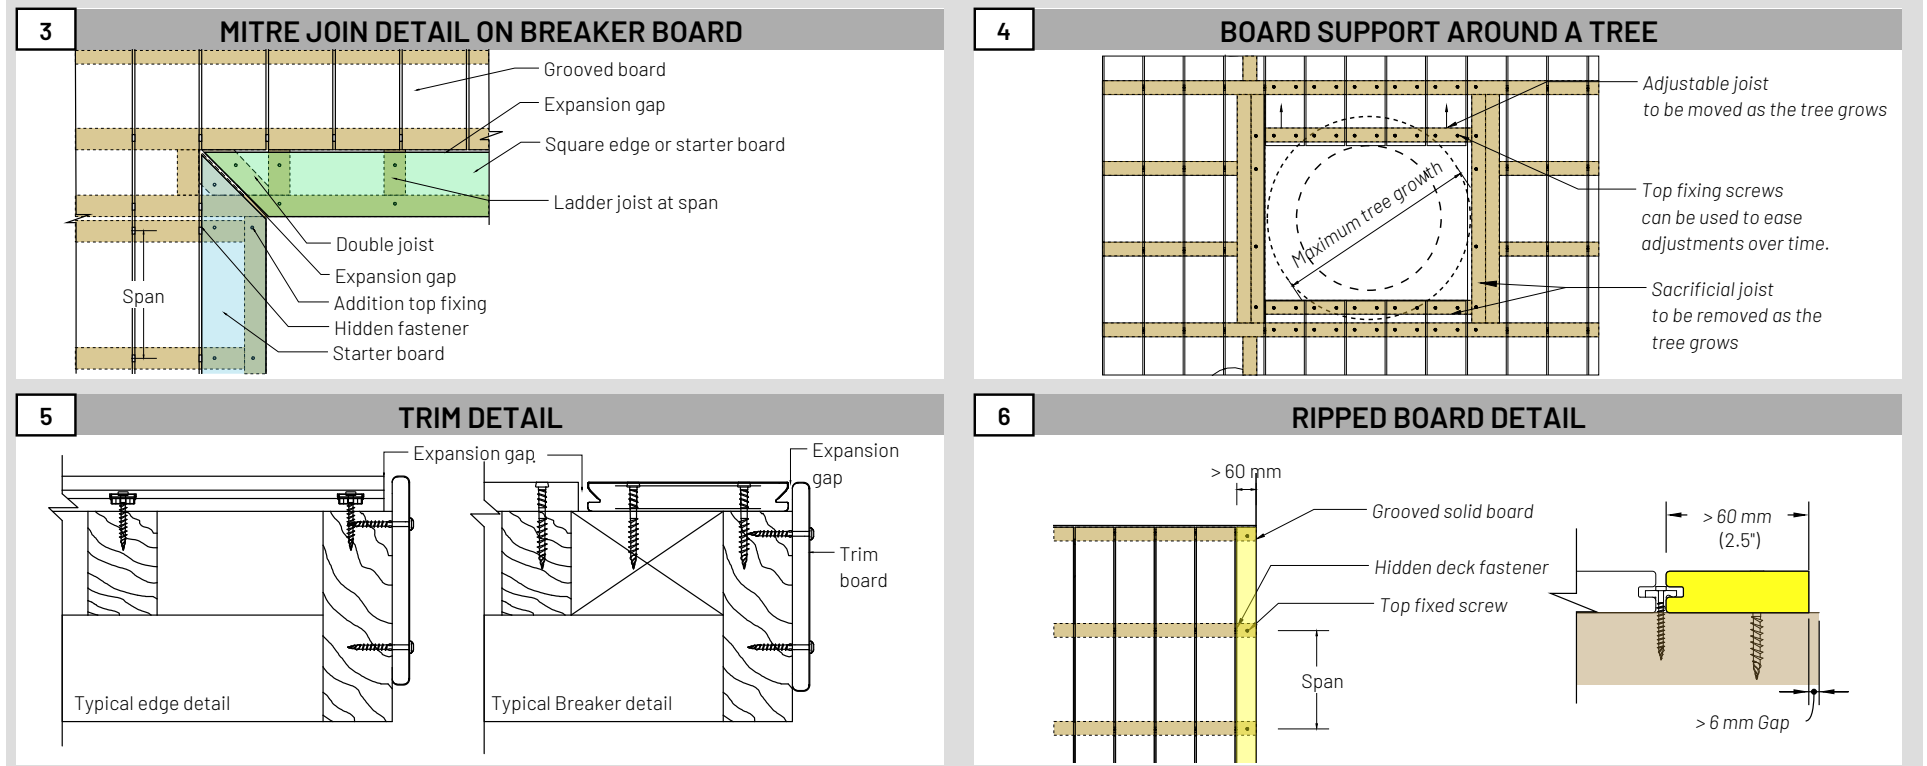 3
MITRE JOIN DETAIL ON BREAKER BOARD
Grooved board
Expansion gap
Square edge or starter board
Ladder joist at span
Double joist
Expansion gap
Addition top fixing
Hidden fastener
Starter board
Span
4
BOARD SUPPORT AROUND A TREE
Adjustable joist
to be moved as the tree grows
Maximum tree growth
Top fixing screws
can be used to ease
adjustments over time.
Sacrificial joist
to be removed as the
tree grows
5
TRIM DETAIL
Expansion gap
Expansion
gap
Trim
board
Typical edge detail
Typical Breaker detail
6
RIPPED BOARD DETAIL
> 60 mm
Grooved solid board
Hidden deck fastener
Top fixed screw
Span
> 60 mm
(2.5")
> 6 mm Gap